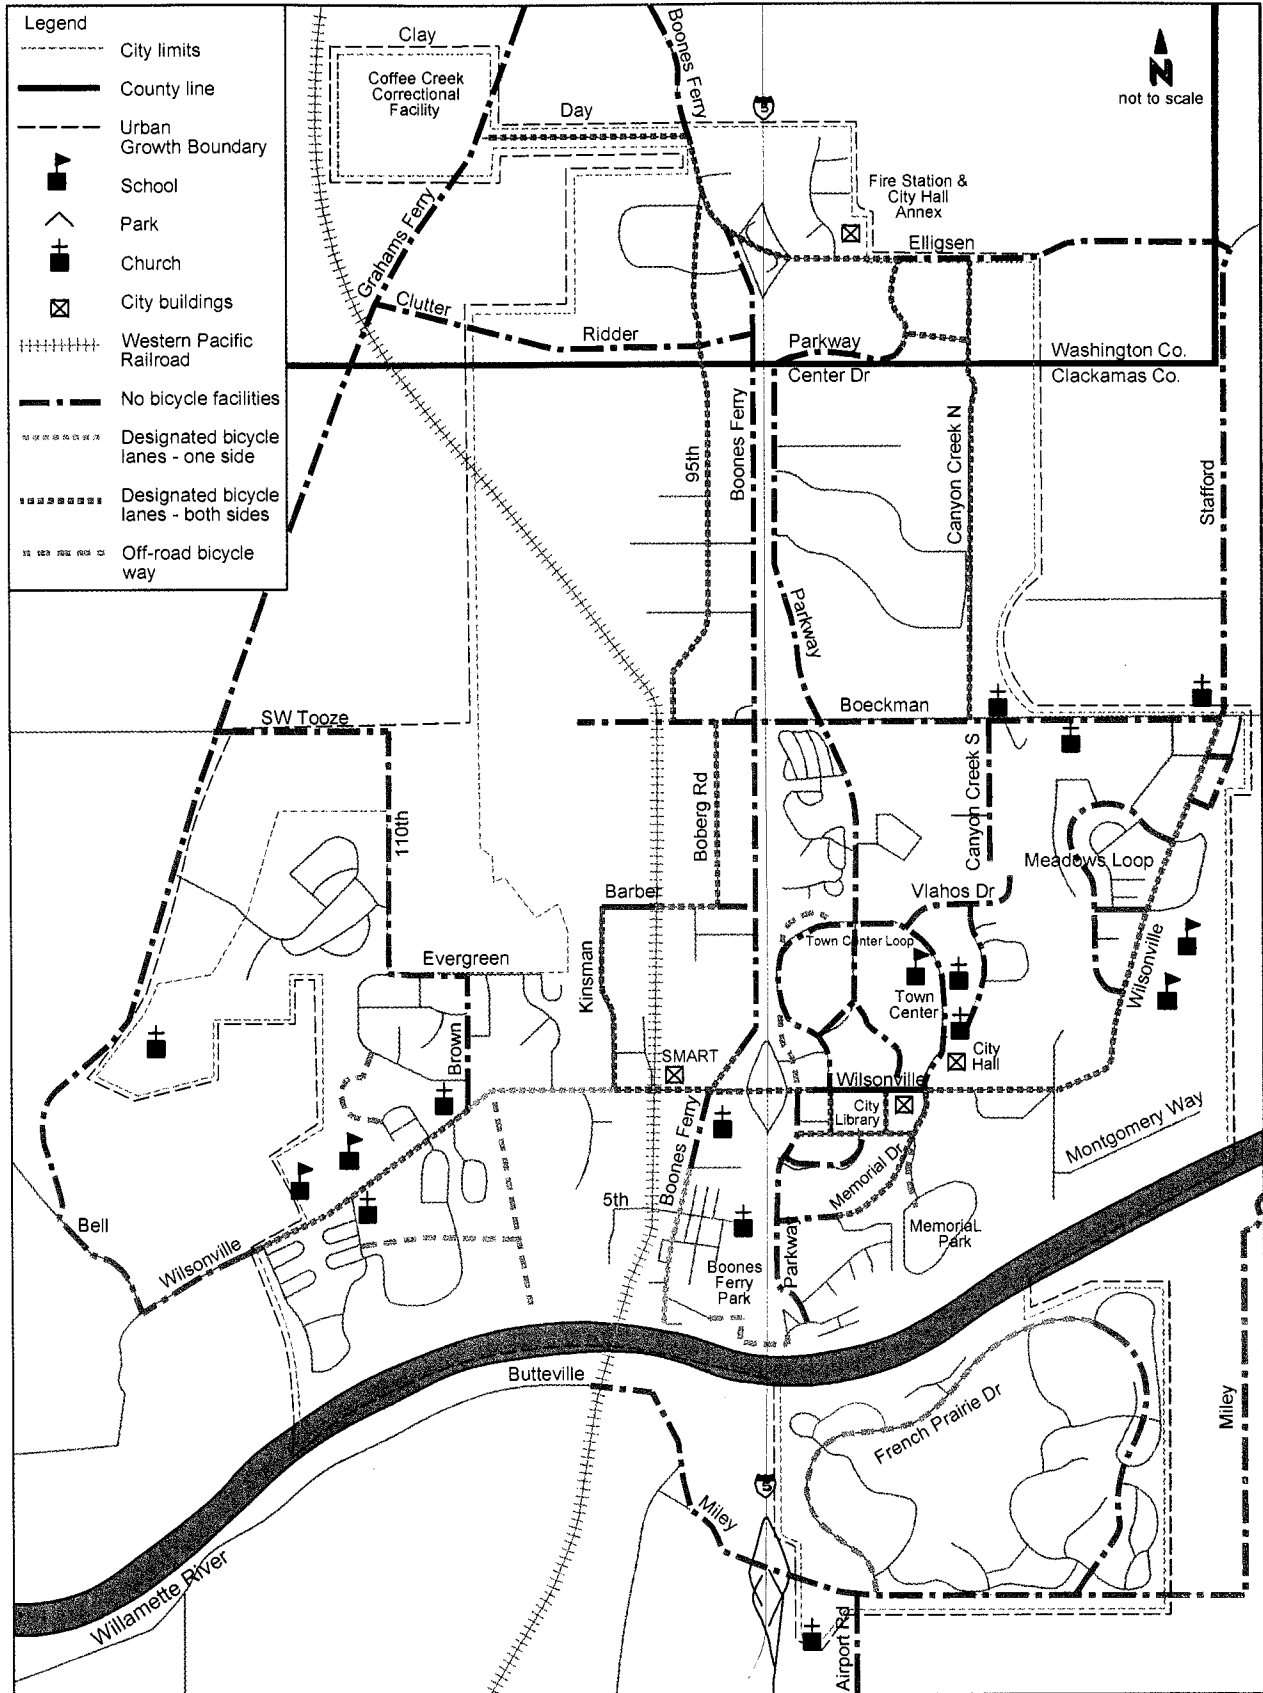 Legend
City limits
County line
Urban
Growth Boundary
School
Park
Church
City buildings
Western Pacific
Railroad
No bicycle facilities
Designated bicycle
lanes - one side
Designated bicycle
lanes - both sides
Off-road bicycle
way
Clay
Coffee Creek
Correctional
Facility
Day
Boones Ferry
5
N
not to scale
Fire Station &
City Hall
Annex
Elligsen
Grahams Ferry
Clutter
Ridder
Parkway
Center Dr
Washington Co.
Clackamas Co.
95th
Boones Ferry
Canyon Creek N
Stafford
Parkway
SW Tooze
Boeckman
110th
Boberg Rd
Canyon Creek S
Meadows Loop
Barber
Vlahos Dr
Town Center Loop
Evergreen
Kinsman
Town
Center
Wilsonville
Brown
SMART
City
Hall
Wilsonville
City
Library
Boones Ferry
Montgomery Way
Memorial Dr
5th
Bell
Wilsonville
Memorial
Park
Parkway
Boones
Ferry
Park
Butteville
French Prairie Dr
Miley
5
Miley
Willamette River
Airport Rd